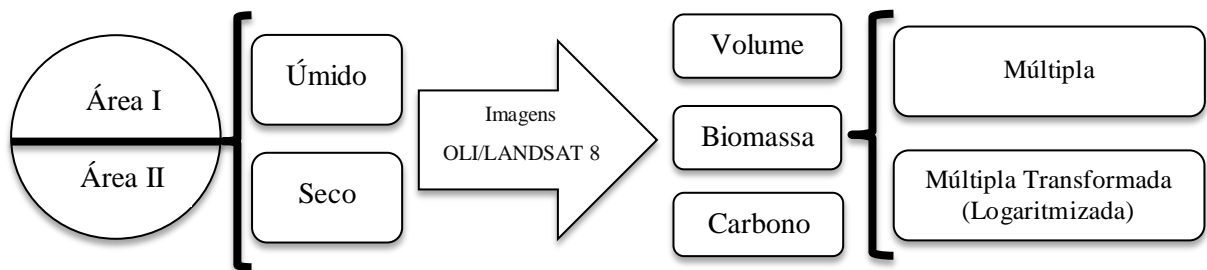 Área I
Área II
Úmido
Seco
Imagens
OLI/LANDSAT 8
Volume
Biomassa
Carbono
Múltipla
Múltipla Transformada
(Logaritmizada)